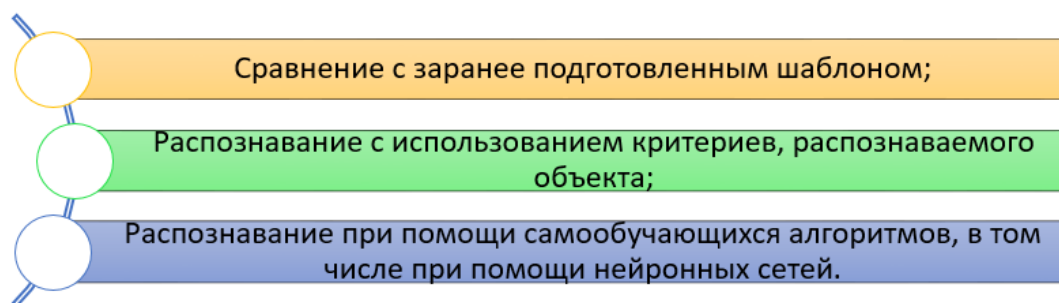 Сравнение с заранее подготовленным шаблоном;
Распознавание с использованием критериев, распознаваемого
объекта;
Распознавание при помощи самообучающихся алгоритмов, в том
числе при помощи нейронных сетей.